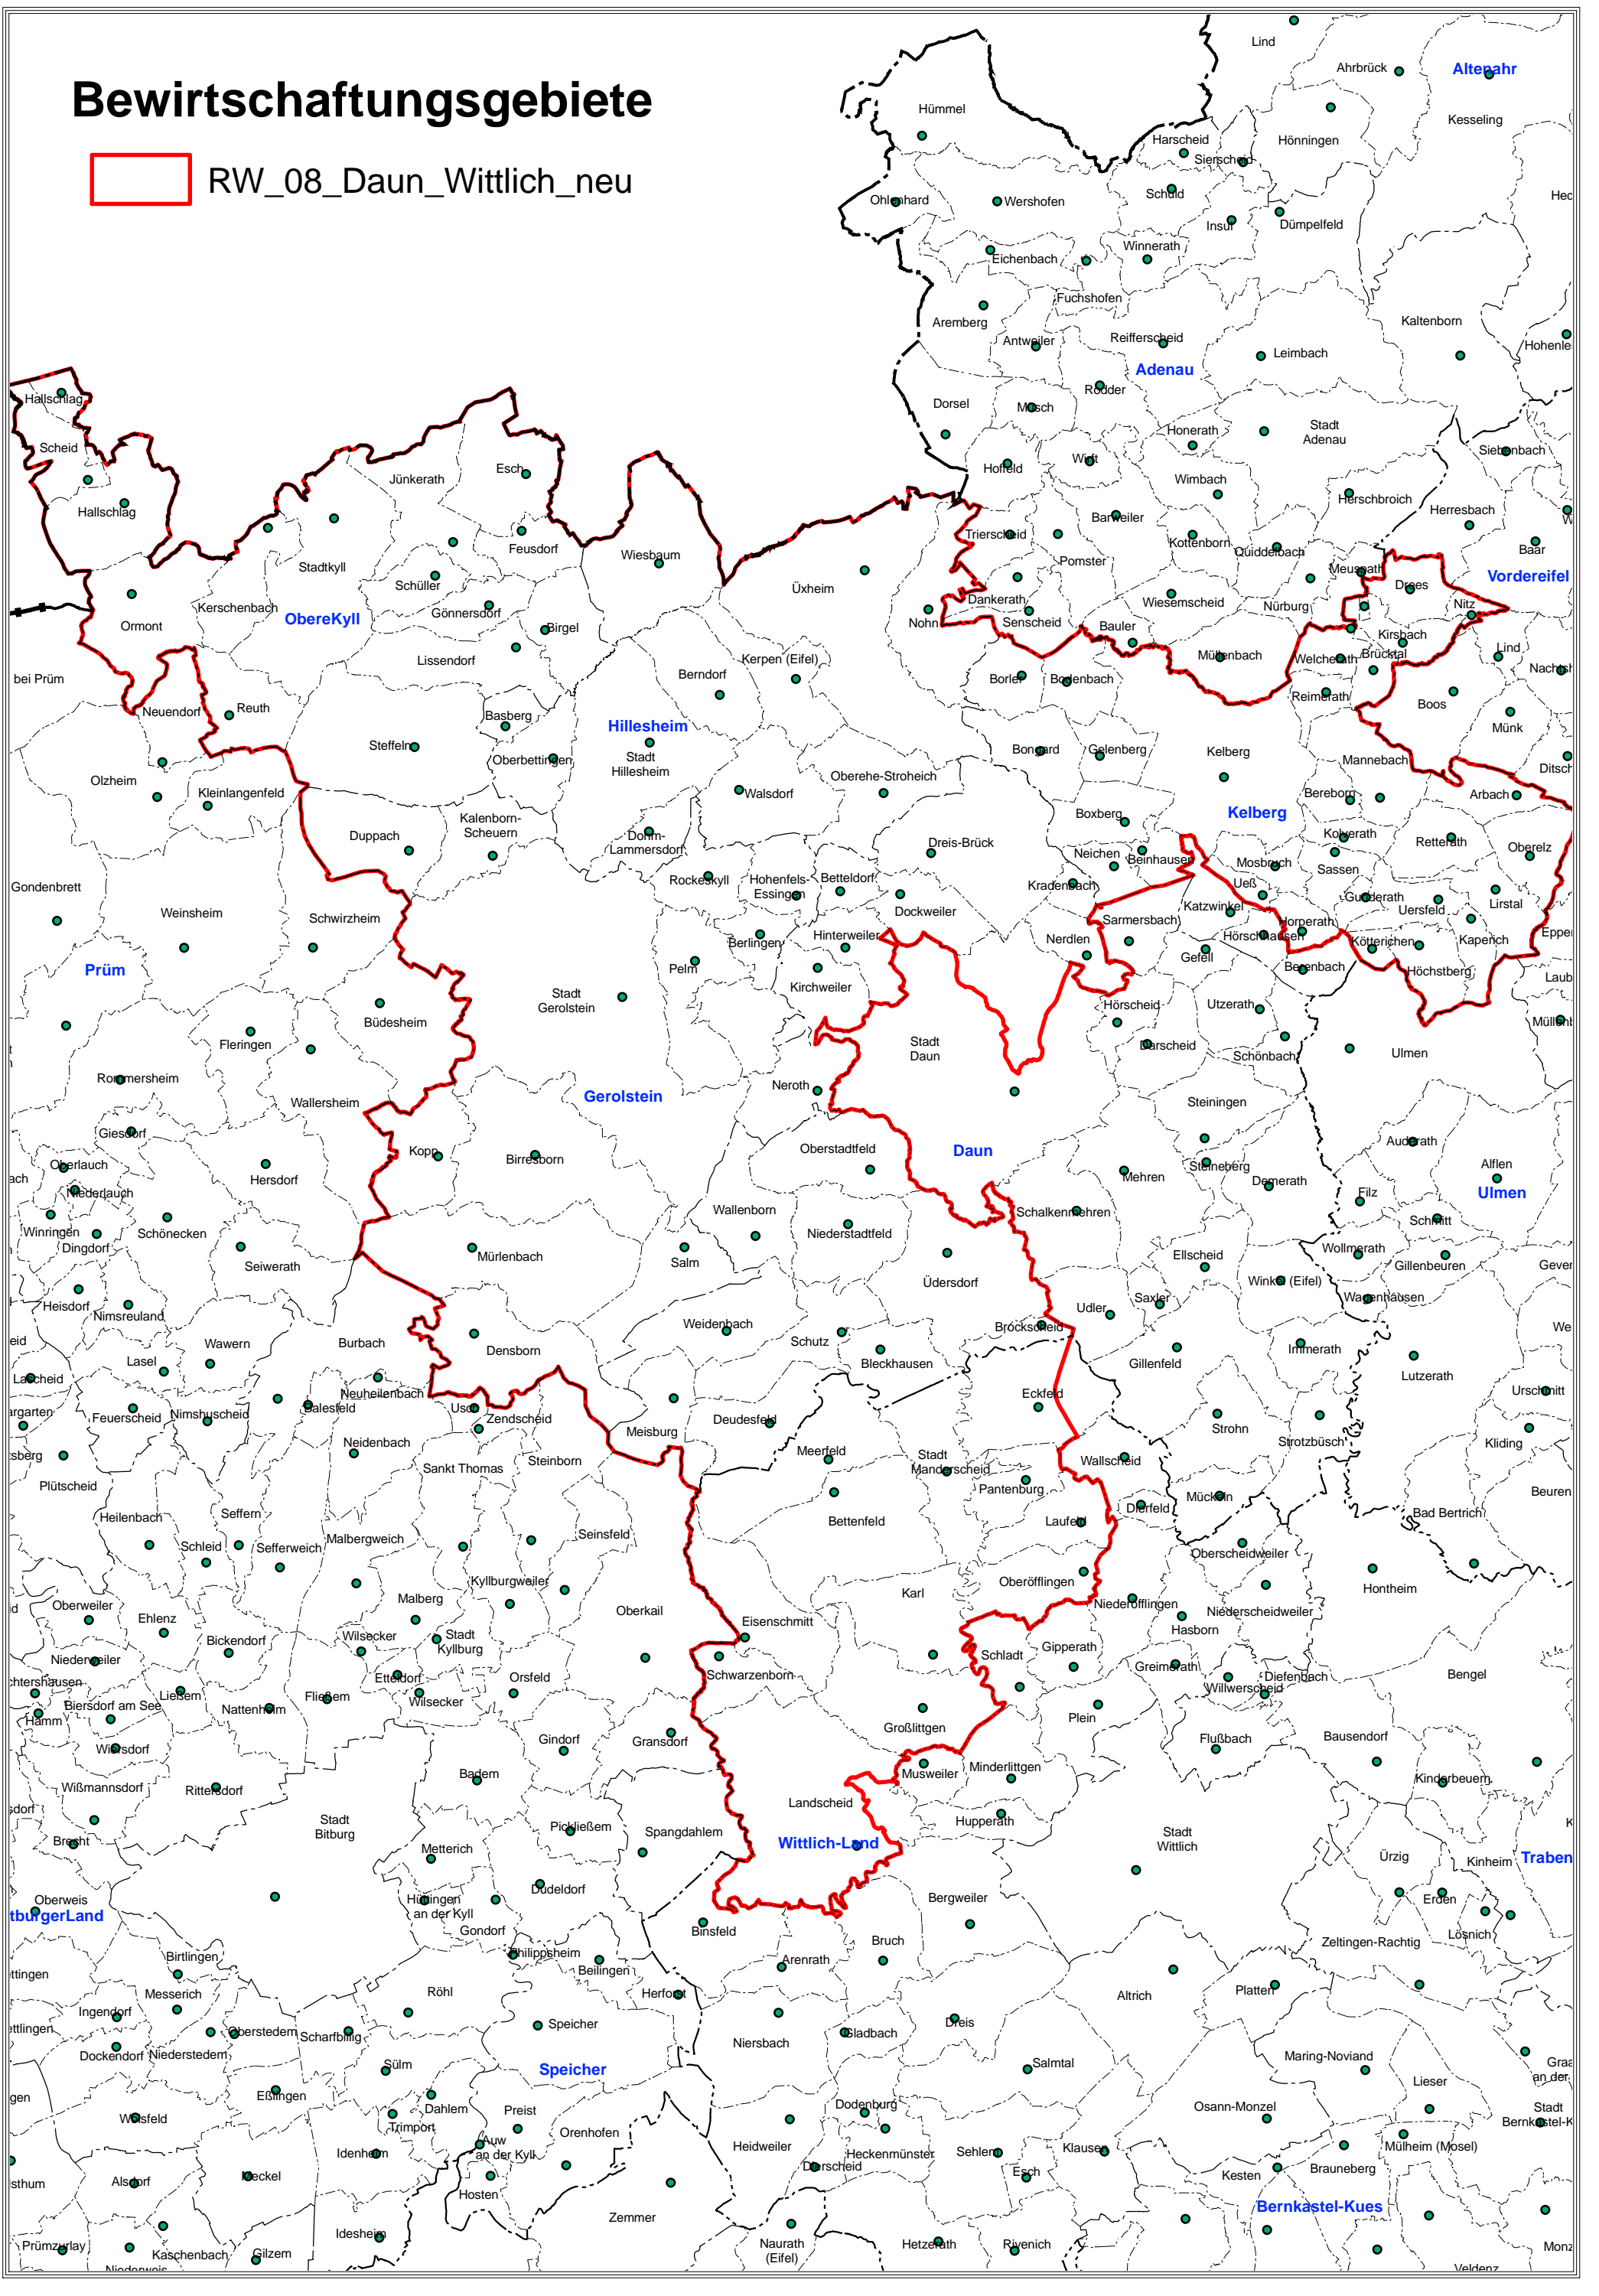 Bewirtschaftungsgebiete
RW_08_Daun_Wittlich_neu
Lind
Ahrbrück
Altenahr
Hümmel
Kesseling
Harscheid
Hönningen
Sierscheid
Schuld
Ohlenhard
Wershofen
Insul
Dümpelfeld
Winnerath
Eichenbach
Fuchshofen
Aremberg
Kaltenborn
Antweiler
Reifferscheid
Leimbach
Adenau
Rodder
Dorsel
Müsch
Stadt
Adenau
Honerath
Hoffeld
Wirft
Wimbach
Siebenbach
Herschbroich
Herresbach
Barweiler
Trierscheid
Kottenborn
Quiddelbach
Baar
Pomster
Meuspath
Vordereifel
Drees
Dankerath
Wiesemscheid
Nürburg
Nitz
Nohn
Senscheid
Bauler
Kirsbach
Müllenbach
Welcherath
Brücktal
Lind
Hallschlag
Scheid
Hallschlag
Jünkerath
Esch
Feusdorf
Wiesbaum
Stadtkyll
Schüller
Üxheim
Kerschenbach
Gönnersdorf
ObereKyll
Ormont
Birgel
Lissendorf
Kerpen (Eifel)
Berndorf
Borler
Bodenbach
Reimerath
Boos
bei Prüm
Neuendorf
Reuth
Basberg
Hillesheim
Münk
Steffeln
Stadt
Hillesheim
Oberbettingen
Bongard
Gelenberg
Kelberg
Mannebach
Olzheim
Kleinlangenfeld
Oberehe-Stroheich
Walsdorf
Bereborn
Arbach
Boxberg
Kelberg
Kalenborn-
Scheuern
Duppach
Dohm-
Lammersdorf
Dreis-Brück
Kolverath
Retterath
Oberelz
Neichen
Beinhausen
Mosbruch
Sassen
Gondenbrett
Rockeskyll
Hohenfels-
Essingen
Betteldorf
Kradenbach
Ueß
Gunderath
Uersfeld
Lirstal
Weinsheim
Schwirzheim
Dockweiler
Sarmersbach
Katzwinkel
Horperath
Hinterweiler
Berlingen
Nerdlen
Hörschhausen
Kötterichen
Kaperich
Prüm
Pelm
Kirchweiler
Gefell
Berenbach
Höchstberg
Stadt
Gerolstein
Büdesheim
Hörscheid
Utzerath
Fleringen
Stadt
Daun
Darscheid
Schönbach
Ulmen
Rommersheim
Neroth
Wallersheim
Gerolstein
Steiningen
Giesdorf
Auderath
Kopp
Birresborn
Oberstadtfeld
Daun
Oberlauch
Hersdorf
Mehren
Steineberg
Demerath
Alflen
Niederlauch
Ulmen
Filz
Wallenborn
Schalkenmehren
Schmitt
Winringen
Schönecken
Niederstadtfeld
Dingdorf
Mürlenbach
Salm
Ellscheid
Wollmerath
Gillenbeuren
Seiwerath
Üdersdorf
Winkel (Eifel)
Heisdorf
Nimsreuland
Udler
Saxler
Wagenhausen
Weidenbach
Brockscheid
Wawern
Burbach
Densborn
Schutz
Bleckhausen
Gillenfeld
Immerath
Lasel
Lascheid
Lutzerath
Neuheilenbach
Eckfeld
Urschmitt
Balesfeld
Usch
Feuerscheid
Nimshuscheid
Zendscheid
Deudesfeld
Meisburg
Strohn
Strotzbüsch
Kliding
Neidenbach
Meerfeld
Stadt
Manderscheid
Wallscheid
Steinborn
Sankt Thomas
Pantenburg
Plütscheid
Mückeln
Beuren
Dierfeld
Heilenbach
Seffern
Bettenfeld
Laufeld
Bad Bertrich
Seinsfeld
Schleid
Sefferweich
Malbergweich
Oberscheidweiler
Kyllburgweiler
Oberöfflingen
Hontheim
Karl
Oberweiler
Malberg
Niederöfflingen
Ehlenz
Oberkail
Eisenschmitt
Niederscheidweiler
Hasborn
Bickendorf
Wilsecker
Stadt
Kyllburg
Schladt
Gipperath
Niederweiler
Greimerath
Schwarzenborn
Diefenbach
Bengel
Etteldorf
Orsfeld
Willwerscheid
Ließem
Fließem
Wilsecker
Biersdorf am See
Nattenheim
Hamm
Großlittgen
Plein
Wiersdorf
Gindorf
Gransdorf
Flußbach
Bausendorf
Badem
Musweiler
Minderlittgen
Wißmannsdorf
Rittersdorf
Kinderbeuern
Landscheid
Stadt
Bitburg
Pickließem
Spangdahlem
Hupperath
Stadt
Wittlich
Brecht
Metterich
Wittlich-Land
Ürzig
Kinheim
Traben
Dudeldorf
Oberweis
tburgerLand
Hüttingen
an der Kyll
Bergweiler
Erden
Gondorf
Binsfeld
Lösnich
Bruch
Zeltingen-Rachtig
Philippsheim
Birtlingen
Beilingen
Arenrath
Messerich
Röhl
Herforst
Altrich
Platten
Ingendorf
Speicher
Dreis
Oberstedem
Scharfbillig
Gladbach
Niersbach
Dockendorf
Niederstedem
Speicher
Sülm
Salmtal
Maring-Noviand
Lieser
Eßlingen
Dahlem
Wolsfeld
Trimport
Preist
Dodenburg
Osann-Monzel
Stadt
Orenhofen
Heidweiler
Idenheim
Auw
an der Kyll
Heckenmünster
Sehlem
Klausen
Mülheim (Mosel)
Dierscheid
Esch
Kesten
Brauneberg
Alsdorf
Meckel
Hosten
Bernkastel-Kues
Zemmer
Idesheim
Prümzurlay
Kaschenbach
Gilzem
Naurath
(Eifel)
Hetzerath
Rivenich
Niederweis
Veldenz